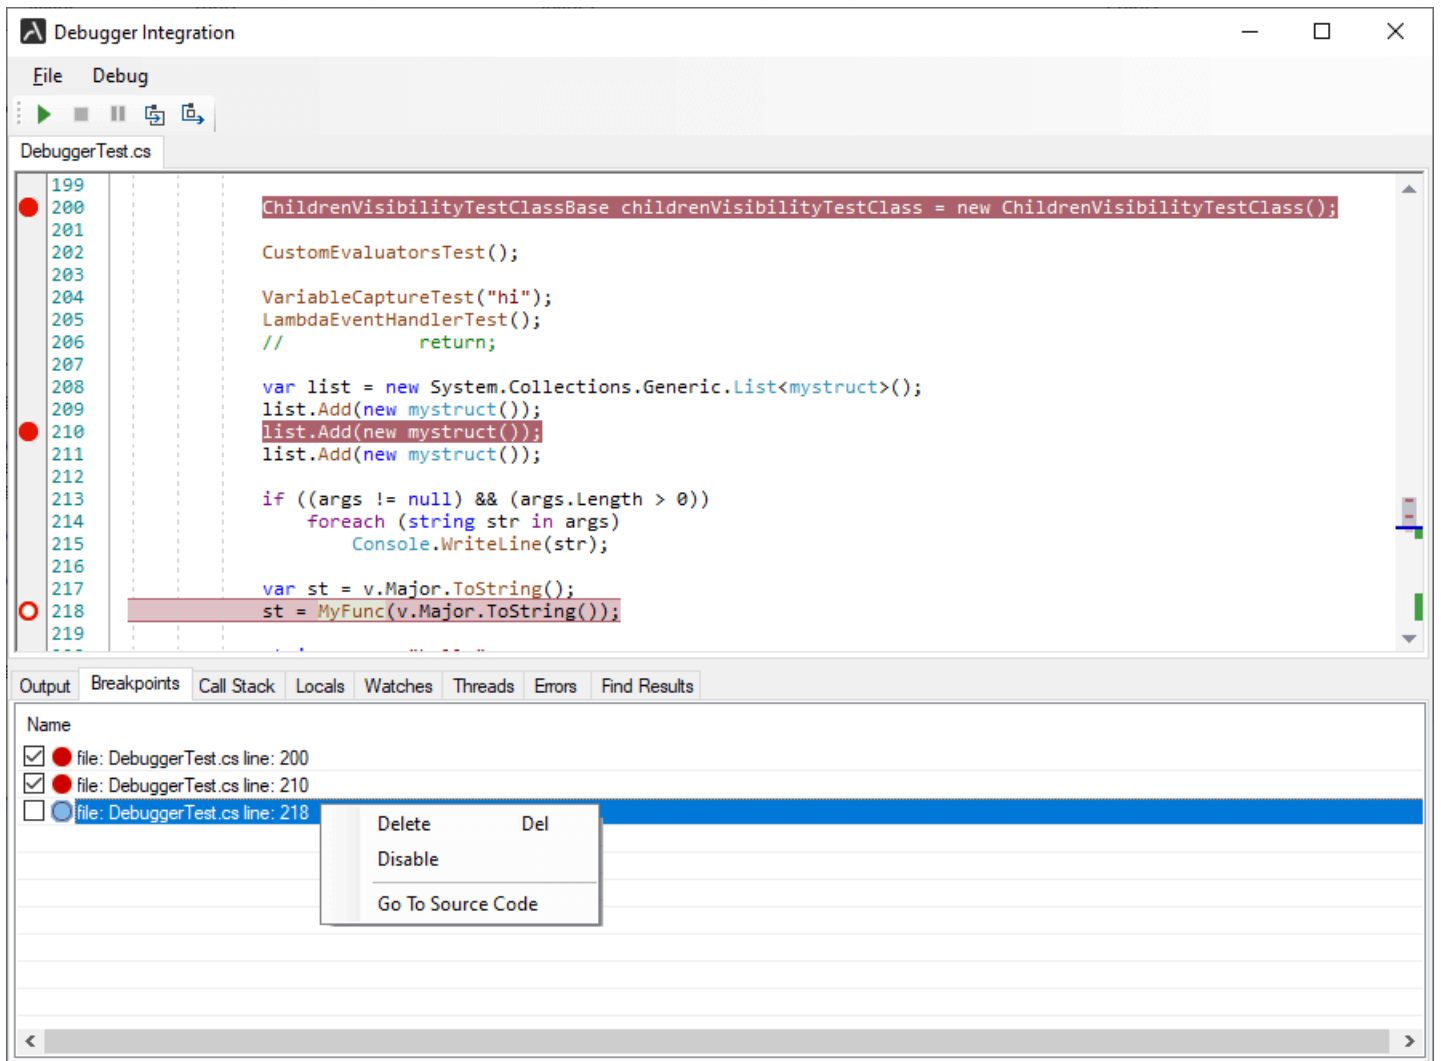 Debugger Integration
File Debug
DebuggerTest.cs
199
200 ChildrenVisibilityTestClassBase childrenVisibilityTestClass = new ChildrenVisibilityTestClass();
201
202 CustomEvaluatorsTest();
203
204 VariableCaptureTest("hi");
205 LambdaEventHandlerTest();
206 // return;
207
208 var list = new System.Collections.Generic.List<mystruct>();
209 list.Add(new mystruct());
210 list.Add(new mystruct());
211 list.Add(new mystruct());
212
213 if ((args != null) && (args.Length > 0))
214 foreach (string str in args)
215 Console.WriteLine(str);
216
217 var st = v.Major.ToString();
218 st = MyFunc(v.Major.ToString());
219
Output Breakpoints Call Stack Locals Watches Threads Errors Find Results
Name
file: DebuggerTest.cs line: 200
file: DebuggerTest.cs line: 210
file: DebuggerTest.cs line: 218
Delete Del
Disable
Go To Source Code